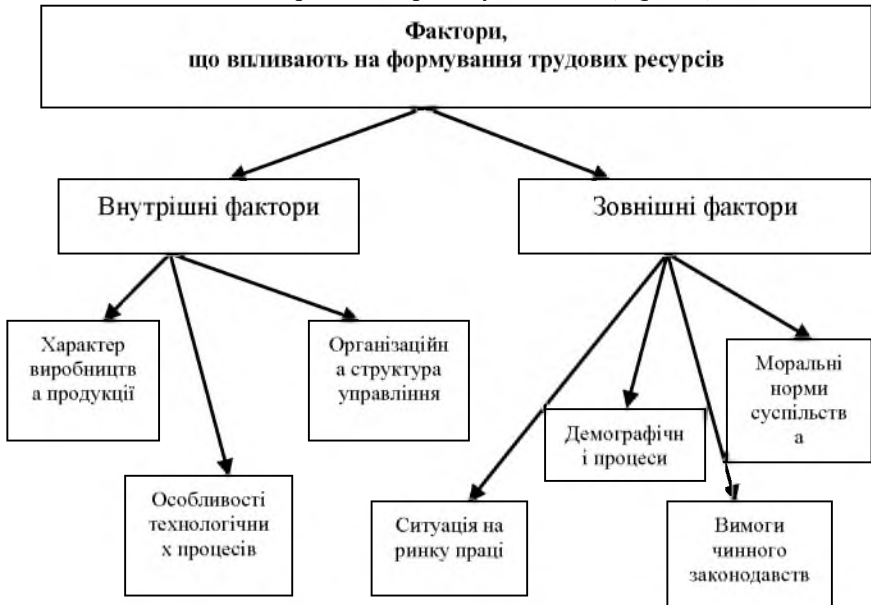 Фактори,
що впливають на формування трудових ресурсів
Внутрішні фактори
Зовнішні фактори
Характер
виробництв
а продукції
Організаційн
а структура
управління
Моральні
норми
суспільств
а
Демографічн
і процеси
Особливості
технологічни
х процесів
Ситуація на
ринку праці
Вимоги
чинного
законодавств